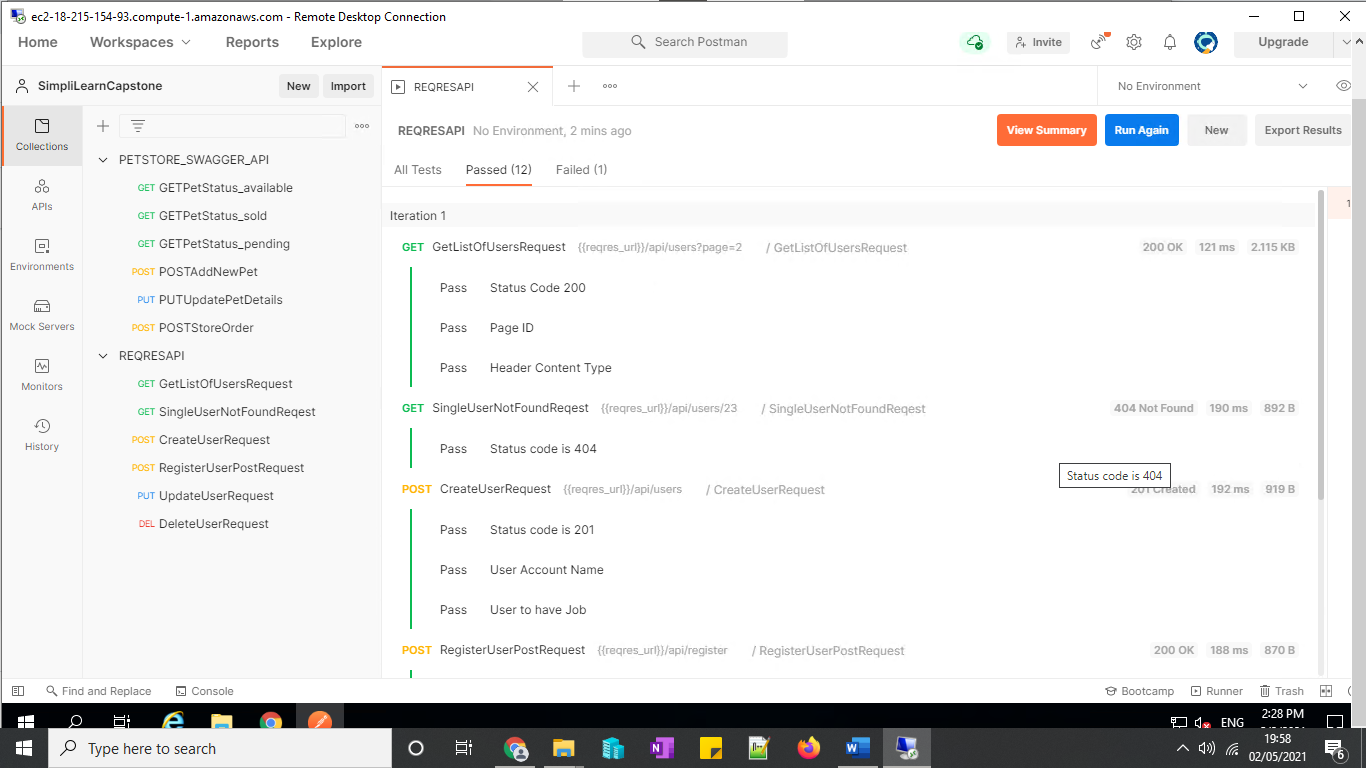 ec2-18-215-154-93.compute-1.amazonaws.com - Remote Desktop Connection
Home Workspaces Reports Explore Search Postman Invite Upgrade
SimpliLearnCapstone New Import REQRESAPI No Environment
Collections
APIs
Environments
Mock Servers
Monitors
History
PETSTORE_SWAGGER_API
GET GETPetStatus_available
GET GETPetStatus_sold
GET GETPetStatus_pending
POST POSTAddNewPet
PUT PUTUpdatePetDetails
POST POSTStoreOrder
REQRESAPI
GET GetListOfUsersRequest
GET SingleUserNotFoundReqest
POST CreateUserRequest
POST RegisterUserPostRequest
PUT UpdateUserRequest
DEL DeleteUserRequest
REQRESAPI No Environment, 2 mins ago View Summary Run Again New Export Results
All Tests Passed (12) Failed (1)
1
Iteration 1
GET GetListOfUsersRequest {{reqres_url}}/api/users?page=2 / GetListOfUsersRequest 200 OK 121 ms 2.115 KB
Pass Status Code 200
Pass Page ID
Pass Header Content Type
GET SingleUserNotFoundReqest {{reqres_url}}/api/users/23 / SingleUserNotFoundReqest 404 Not Found 190 ms 892 B
Pass Status code is 404
Status code is 404
POST CreateUserRequest {{reqres_url}}/api/users / CreateUserRequest 201 Created 192 ms 919 B
Pass Status code is 201
Pass User Account Name
Pass User to have Job
POST RegisterUserPostRequest {{reqres_url}}/api/register / RegisterUserPostRequest 200 OK 188 ms 870 B
Find and Replace Console Bootcamp Runner Trash
ENG 2:28 PM
Type here to search
19:58
02/05/2021
6